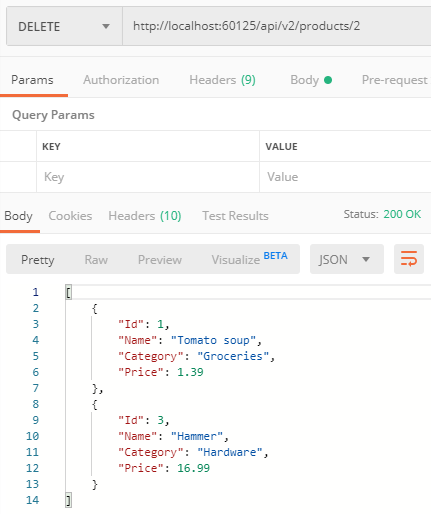 DELETE http://localhost:60125/api/v2/products/2
Params Authorization Headers (9) Body Pre-request
Query Params
KEY VALUE
Key Value
Body Cookies Headers (10) Test Results Status: 200 OK
Pretty Raw Preview Visualize BETA JSON
1 [
2 {
3 "Id": 1,
4 "Name": "Tomato soup",
5 "Category": "Groceries",
6 "Price": 1.39
7 },
8 {
9 "Id": 3,
10 "Name": "Hammer",
11 "Category": "Hardware",
12 "Price": 16.99
13 }
14 ]